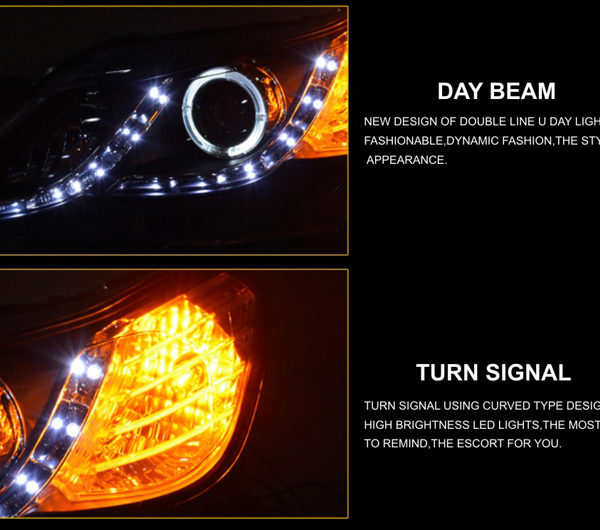 DAY BEAM
NEW DESIGN OF DOUBLE LINE U DAY LIGH
FASHIONABLE,DYNAMIC FASHION,THE STY
APPEARANCE.
TURN SIGNAL
TURN SIGNAL USING CURVED TYPE DESIG
HIGH BRIGHTNESS LED LIGHTS,THE MOST
TO REMIND,THE ESCORT FOR YOU.